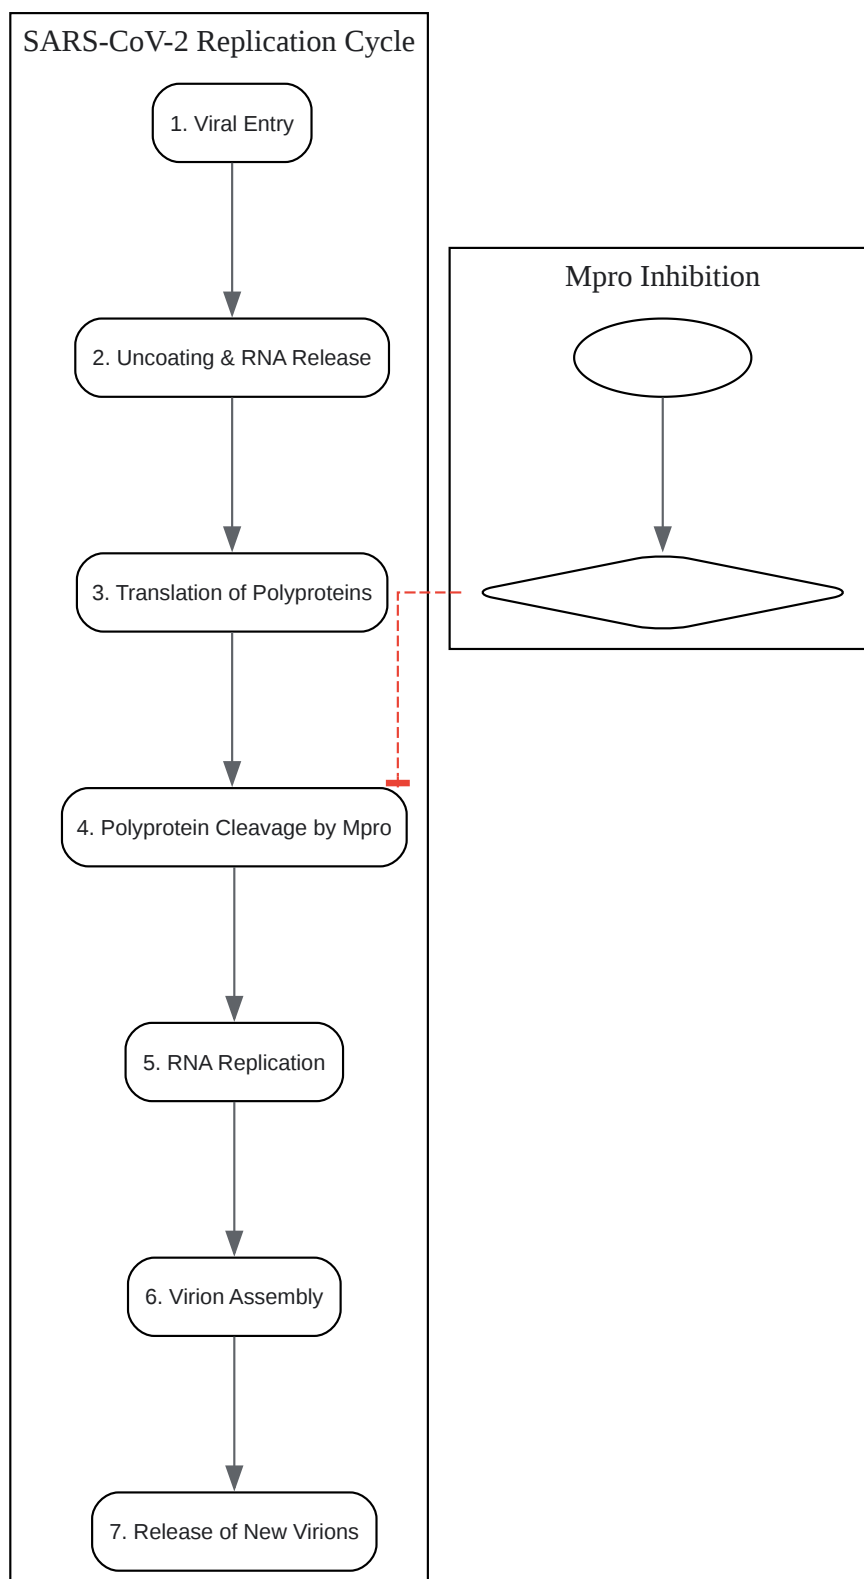 SARS-CoV-2 Replication Cycle
1. Viral Entry
2. Uncoating & RNA Release
3. Translation of Polyproteins
4. Polyprotein Cleavage by Mpro
5. RNA Replication
6. Virion Assembly
7. Release of New Virions
Mpro Inhibition